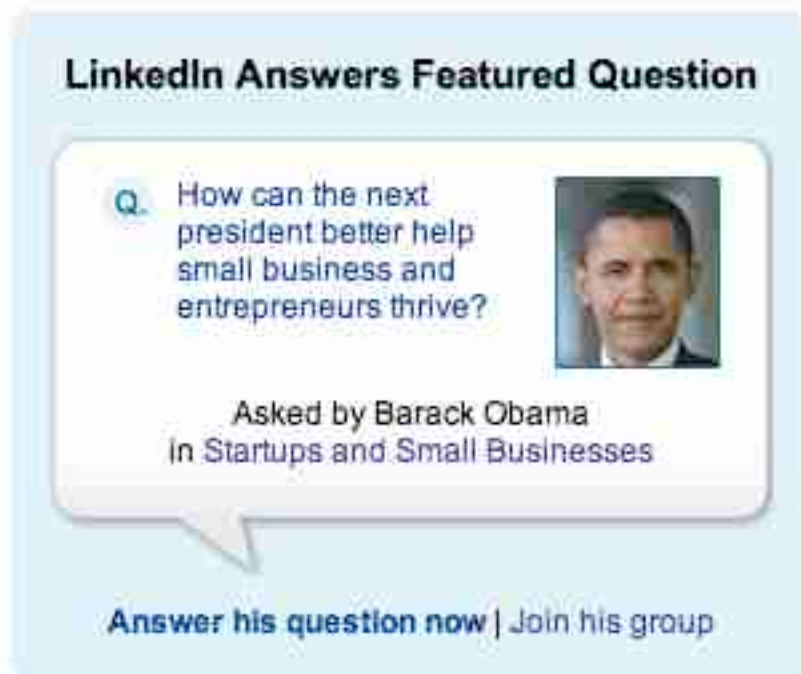 LinkedIn Answers Featured Question
Q. How can the next
president better help
small business and
entrepreneurs thrive?
Asked by Barack Obama
in Startups and Small Businesses
Answer his question now | Join his group